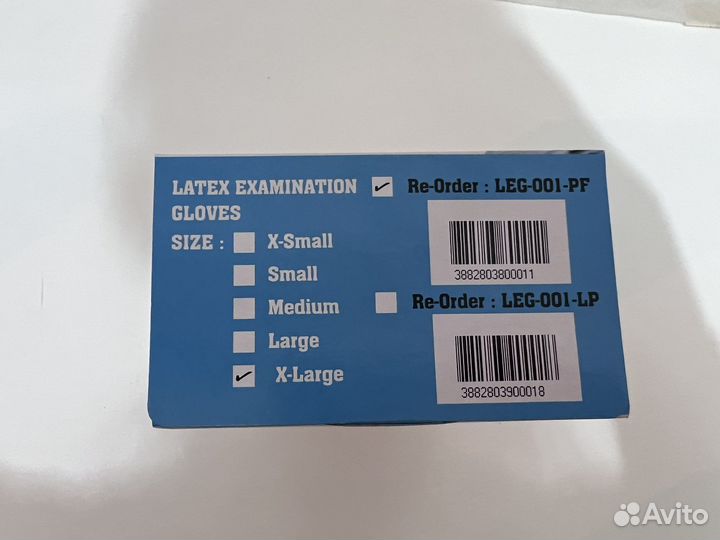 LATEX EXAMINATION
GLOVES
SIZE :
X-Small
Small
Medium
Large
X-Large
Re-Order : LEG-001-PF
3882803800011
Re-Order : LEG-001-LP
3882803900018
Avito